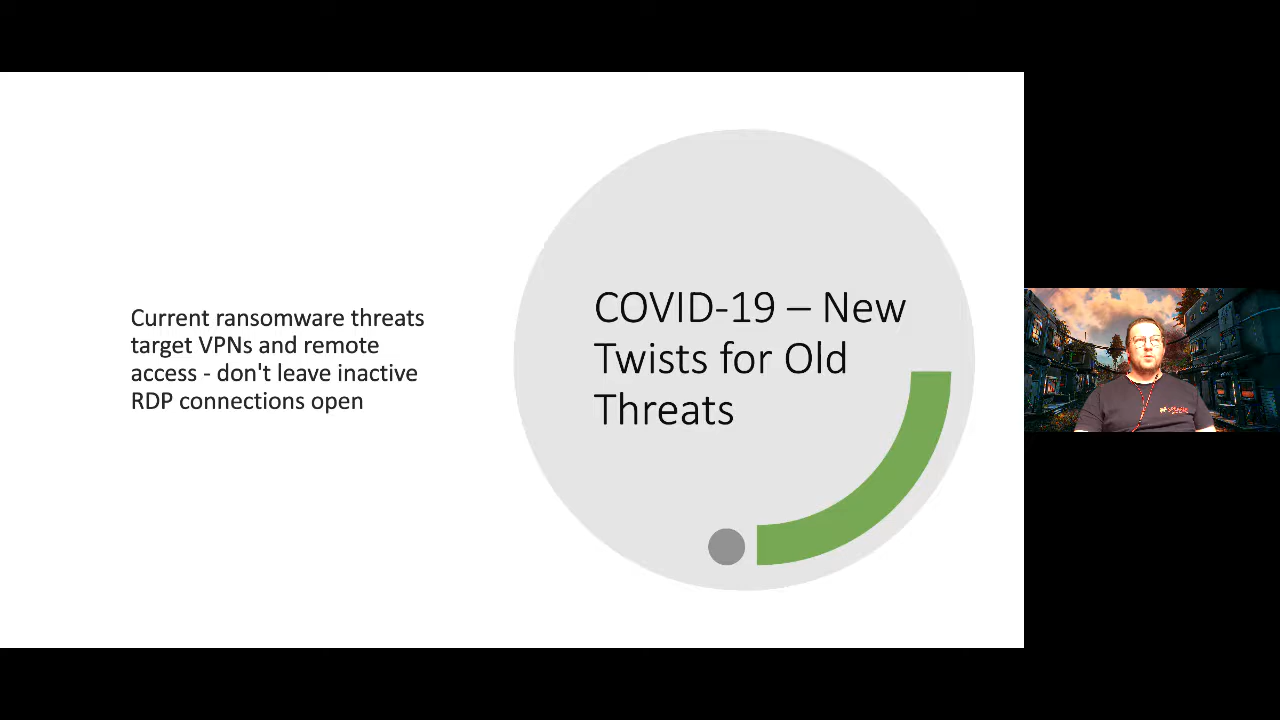 Current ransomware threats
target VPNs and remote
access - don't leave inactive
RDP connections open
COVID-19 – New
Twists for Old
Threats